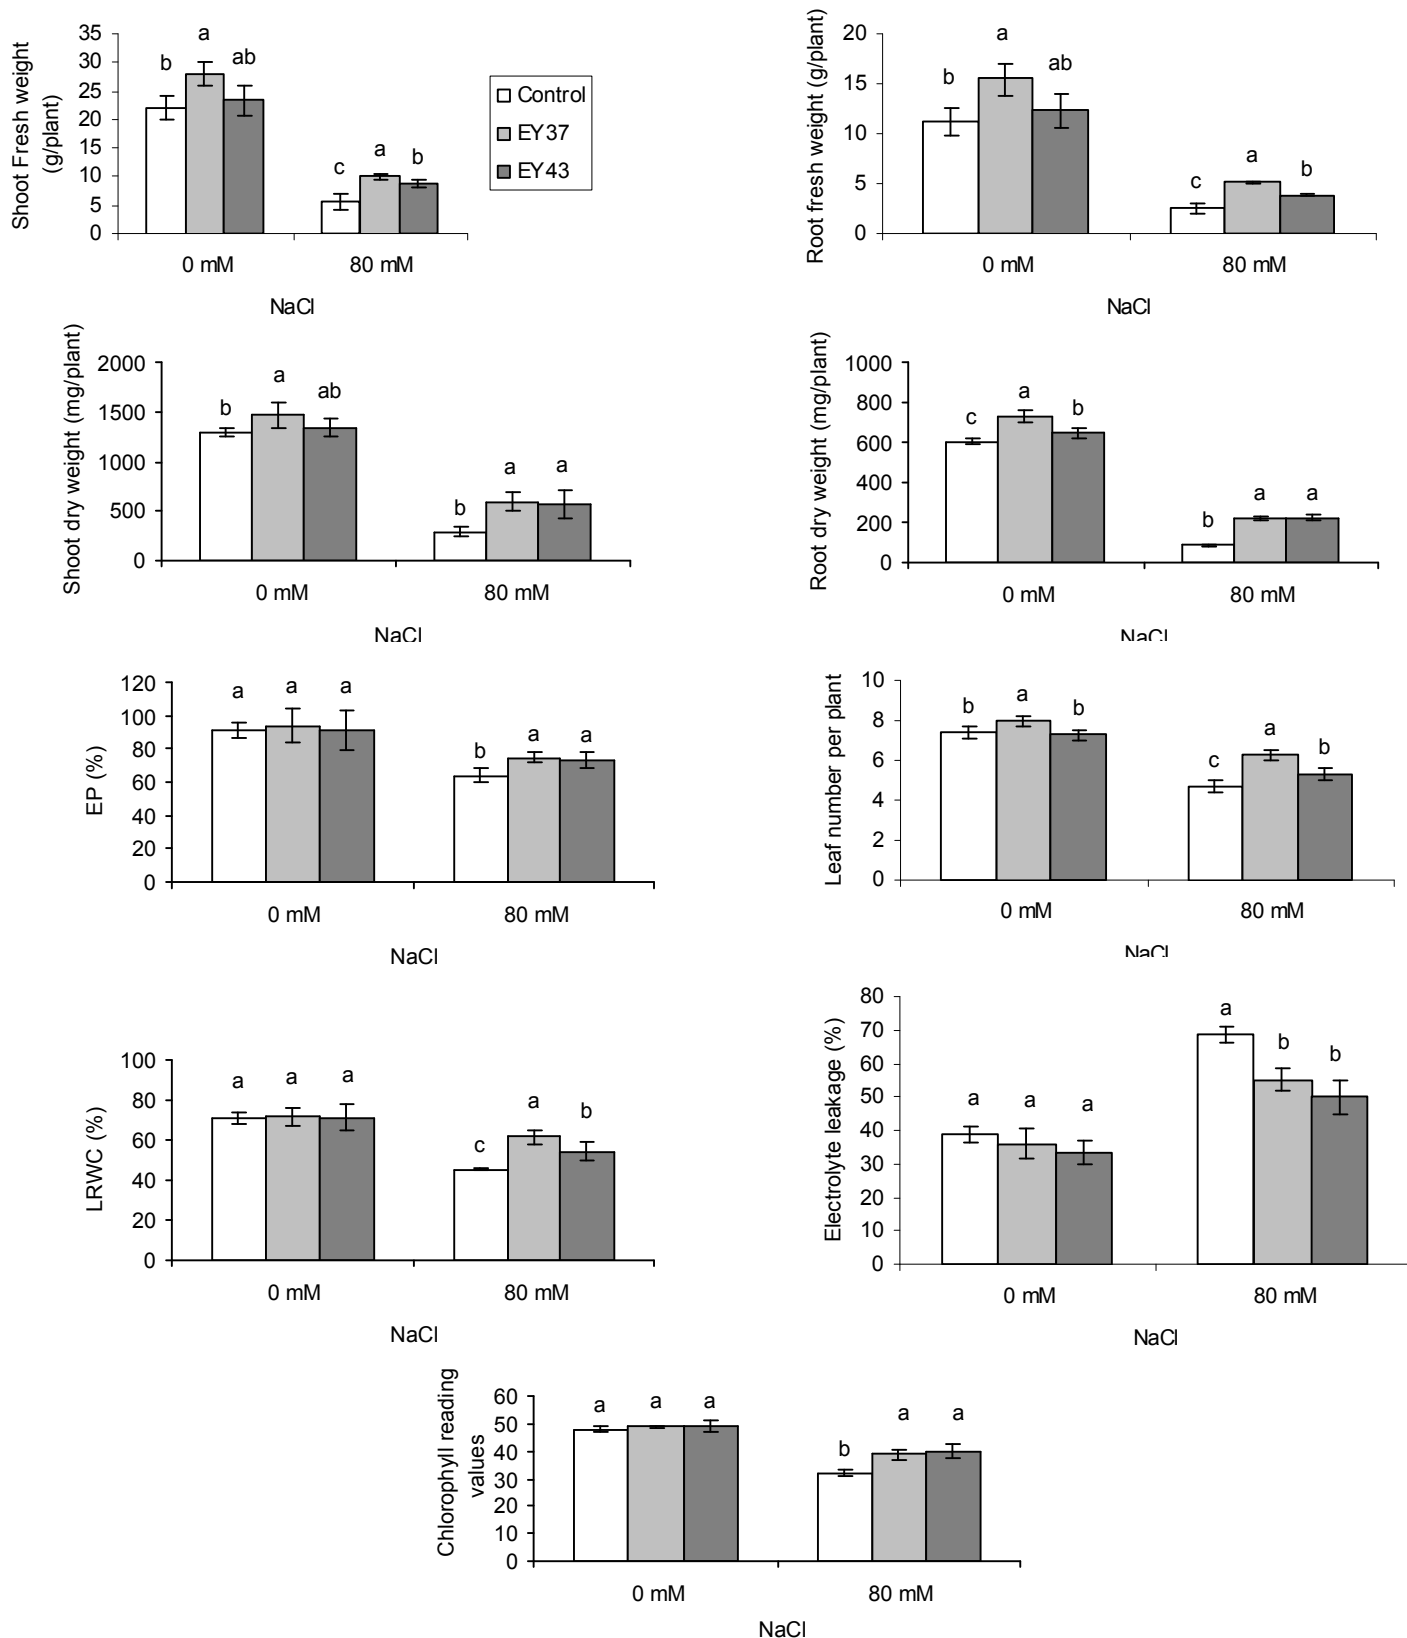 Shoot Fresh weight
(g/plant)
35
30
25
20
15
10
5
0
b
a
ab
c
a
b
0 mM
80 mM
NaCl
Control
EY37
EY43
Root fresh weight (g/plant)
20
15
10
5
0
b
a
ab
c
a
b
0 mM
80 mM
NaCl
Shoot dry weight (mg/plant)
2000
1500
1000
500
0
b
a
ab
b
a
a
0 mM
80 mM
NaCl
Root dry weight (mg/plant)
1000
800
600
400
200
0
c
a
b
b
a
a
0 mM
80 mM
NaCl
EP (%)
120
100
80
60
40
20
0
a
a
a
b
a
a
0 mM
80 mM
NaCl
Leaf number per plant
10
8
6
4
2
0
b
a
b
c
a
b
0 mM
80 mM
NaCl
LRWC (%)
100
80
60
40
20
0
a
a
a
c
a
b
0 mM
80 mM
NaCl
Electrolyte leakage (%)
80
70
60
50
40
30
20
10
0
a
a
a
a
b
b
0 mM
80 mM
NaCl
Chlorophyll reading
values
60
50
40
30
20
10
0
a
a
a
b
a
a
0 mM
80 mM
NaCl